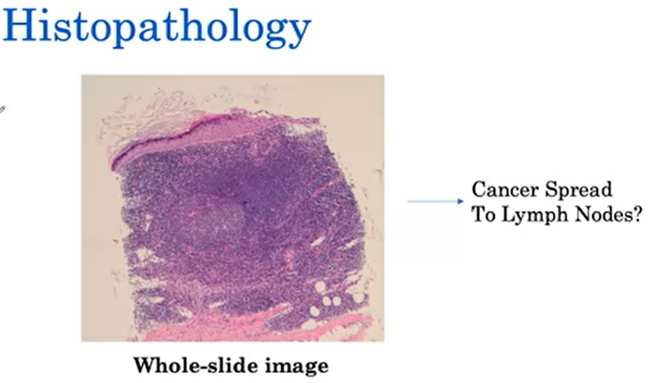 Histopathology
Cancer Spread
To Lymph Nodes?
Whole-slide image